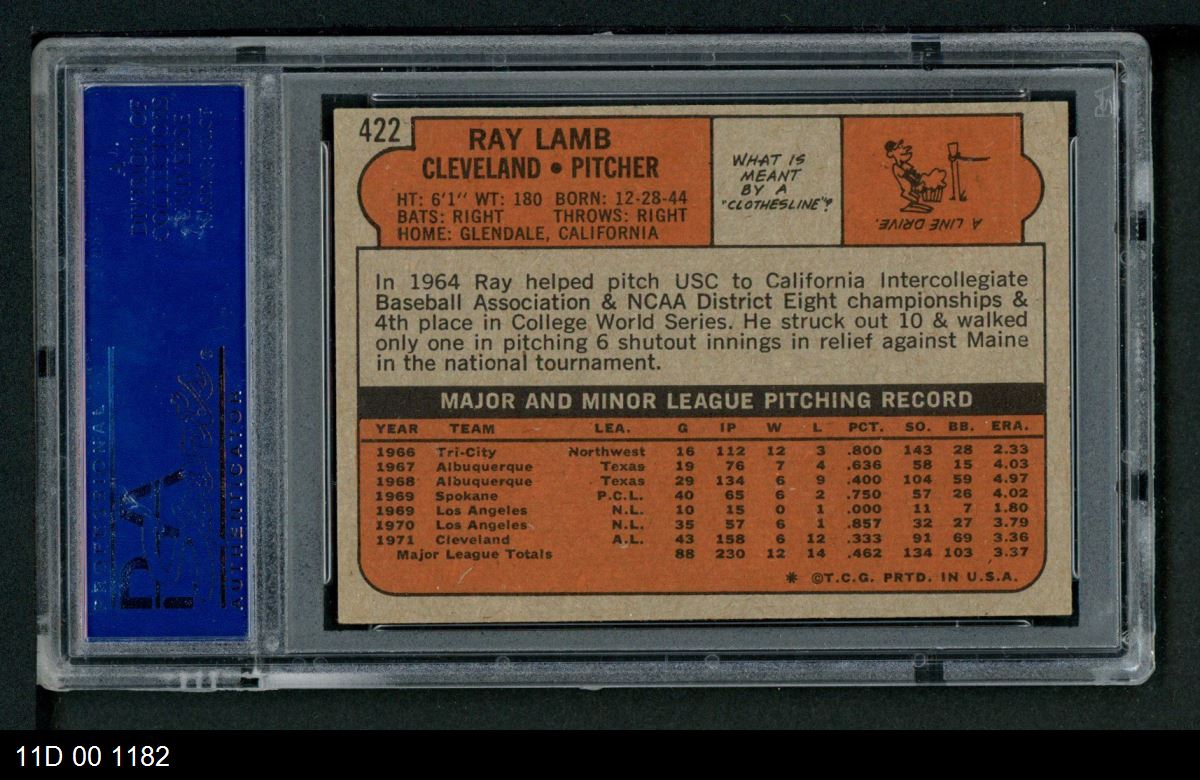 422
RAY LAMB
CLEVELAND • PITCHER
HT: 6'1" WT: 180 BORN: 12-28-44
BATS: RIGHT THROWS: RIGHT
HOME: GLENDALE, CALIFORNIA
WHAT IS
MEANT
BY A
"CLOTHESLINE"?
A LINE DRIVE.
In 1964 Ray helped pitch USC to California Intercollegiate
Baseball Association & NCAA District Eight championships &
4th place in College World Series. He struck out 10 & walked
only one in pitching 6 shutout innings in relief against Maine
in the national tournament.
MAJOR AND MINOR LEAGUE PITCHING RECORD
YEAR TEAM LEA. G IP W L PCT. SO. BB. ERA.
1966 Tri-City Northwest 16 112 12 3 .800 143 28 2.33
1967 Albuquerque Texas 19 76 7 4 .636 58 15 4.03
1968 Albuquerque Texas 29 134 6 9 .400 104 59 4.97
1969 Spokane P.C.L. 40 65 6 2 .750 57 26 4.02
1969 Los Angeles N.L. 10 15 0 1 .000 11 7 1.80
1970 Los Angeles N.L. 35 57 6 1 .857 32 27 3.79
1971 Cleveland A.L. 43 158 6 12 .333 91 69 3.36
Major League Totals 88 230 12 14 .462 134 103 3.37
* ©T.C.G. PRTD. IN U.S.A.
DIVISION OF
COLLECTORS
UNIVERSE
PROFESSIONAL
PSA
AUTHENTICATOR
11D 00 1182